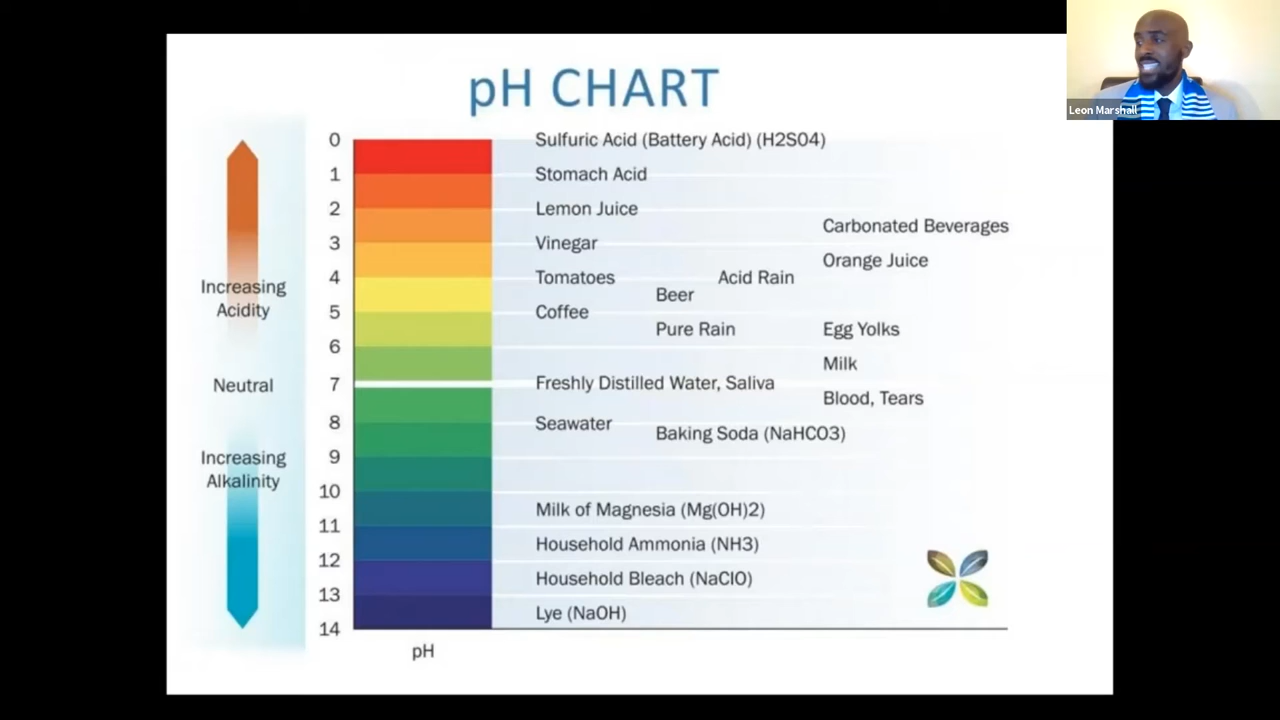 pH CHART
Leon Marshall
0
Sulfuric Acid (Battery Acid) (H2S04)
1
Stomach Acid
2
Lemon Juice
Carbonated Beverages
3
Vinegar
Orange Juice
4
Tomatoes
Acid Rain
Increasing
Acidity
Beer
5
Coffee
Pure Rain
Egg Yolks
6
Milk
Neutral
7
Freshly Distilled Water, Saliva
Blood, Tears
8
Seawater
Baking Soda (NaHCO3)
Increasing
Alkalinity
9
10
Milk of Magnesia (Mg(OH)2)
11
Household Ammonia (NH3)
12
Household Bleach (NaClO)
13
Lye (NaOH)
14
pH